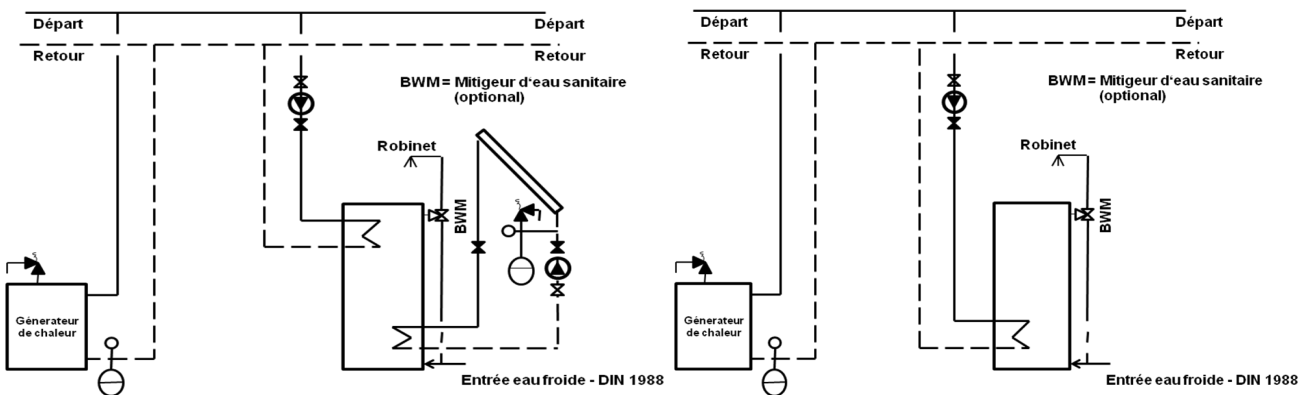 Départ
Départ
Retour
Retour
BWM = Mitigeur d'eau sanitaire
(optional)
Robinet
BWM
Génerateur
de chaleur
Entrée eau froide - DIN 1988
Départ
Départ
Retour
Retour
BWM = Mitigeur d'eau sanitaire
(optional)
Robinet
BWM
Génerateur
de chaleur
Entrée eau froide - DIN 1988